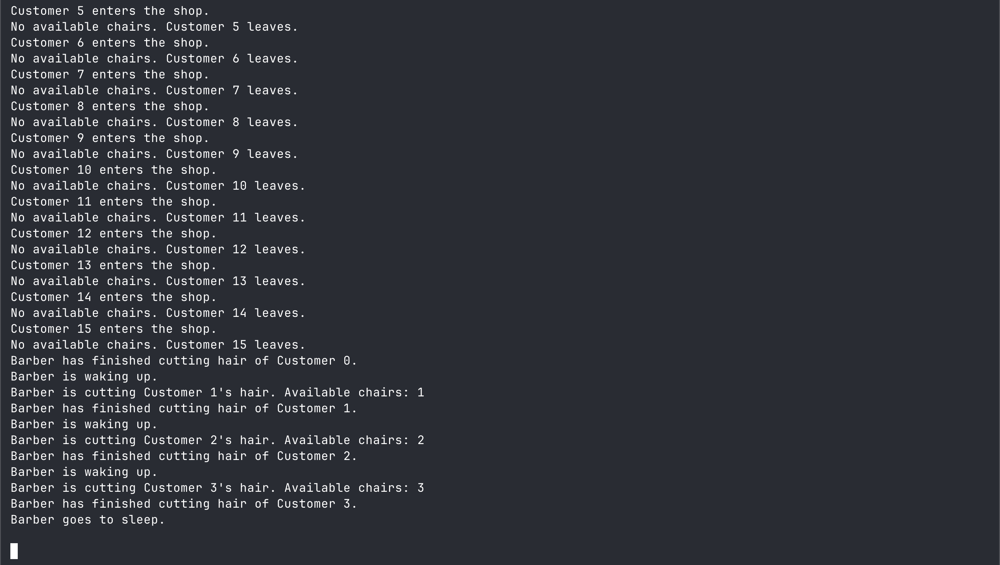 Customer 5 enters the shop.
No available chairs. Customer 5 leaves.
Customer 6 enters the shop.
No available chairs. Customer 6 leaves.
Customer 7 enters the shop.
No available chairs. Customer 7 leaves.
Customer 8 enters the shop.
No available chairs. Customer 8 leaves.
Customer 9 enters the shop.
No available chairs. Customer 9 leaves.
Customer 10 enters the shop.
No available chairs. Customer 10 leaves.
Customer 11 enters the shop.
No available chairs. Customer 11 leaves.
Customer 12 enters the shop.
No available chairs. Customer 12 leaves.
Customer 13 enters the shop.
No available chairs. Customer 13 leaves.
Customer 14 enters the shop.
No available chairs. Customer 14 leaves.
Customer 15 enters the shop.
No available chairs. Customer 15 leaves.
Barber has finished cutting hair of Customer 0.
Barber is waking up.
Barber is cutting Customer 1's hair. Available chairs: 1
Barber has finished cutting hair of Customer 1.
Barber is waking up.
Barber is cutting Customer 2's hair. Available chairs: 2
Barber has finished cutting hair of Customer 2.
Barber is waking up.
Barber is cutting Customer 3's hair. Available chairs: 3
Barber has finished cutting hair of Customer 3.
Barber goes to sleep.